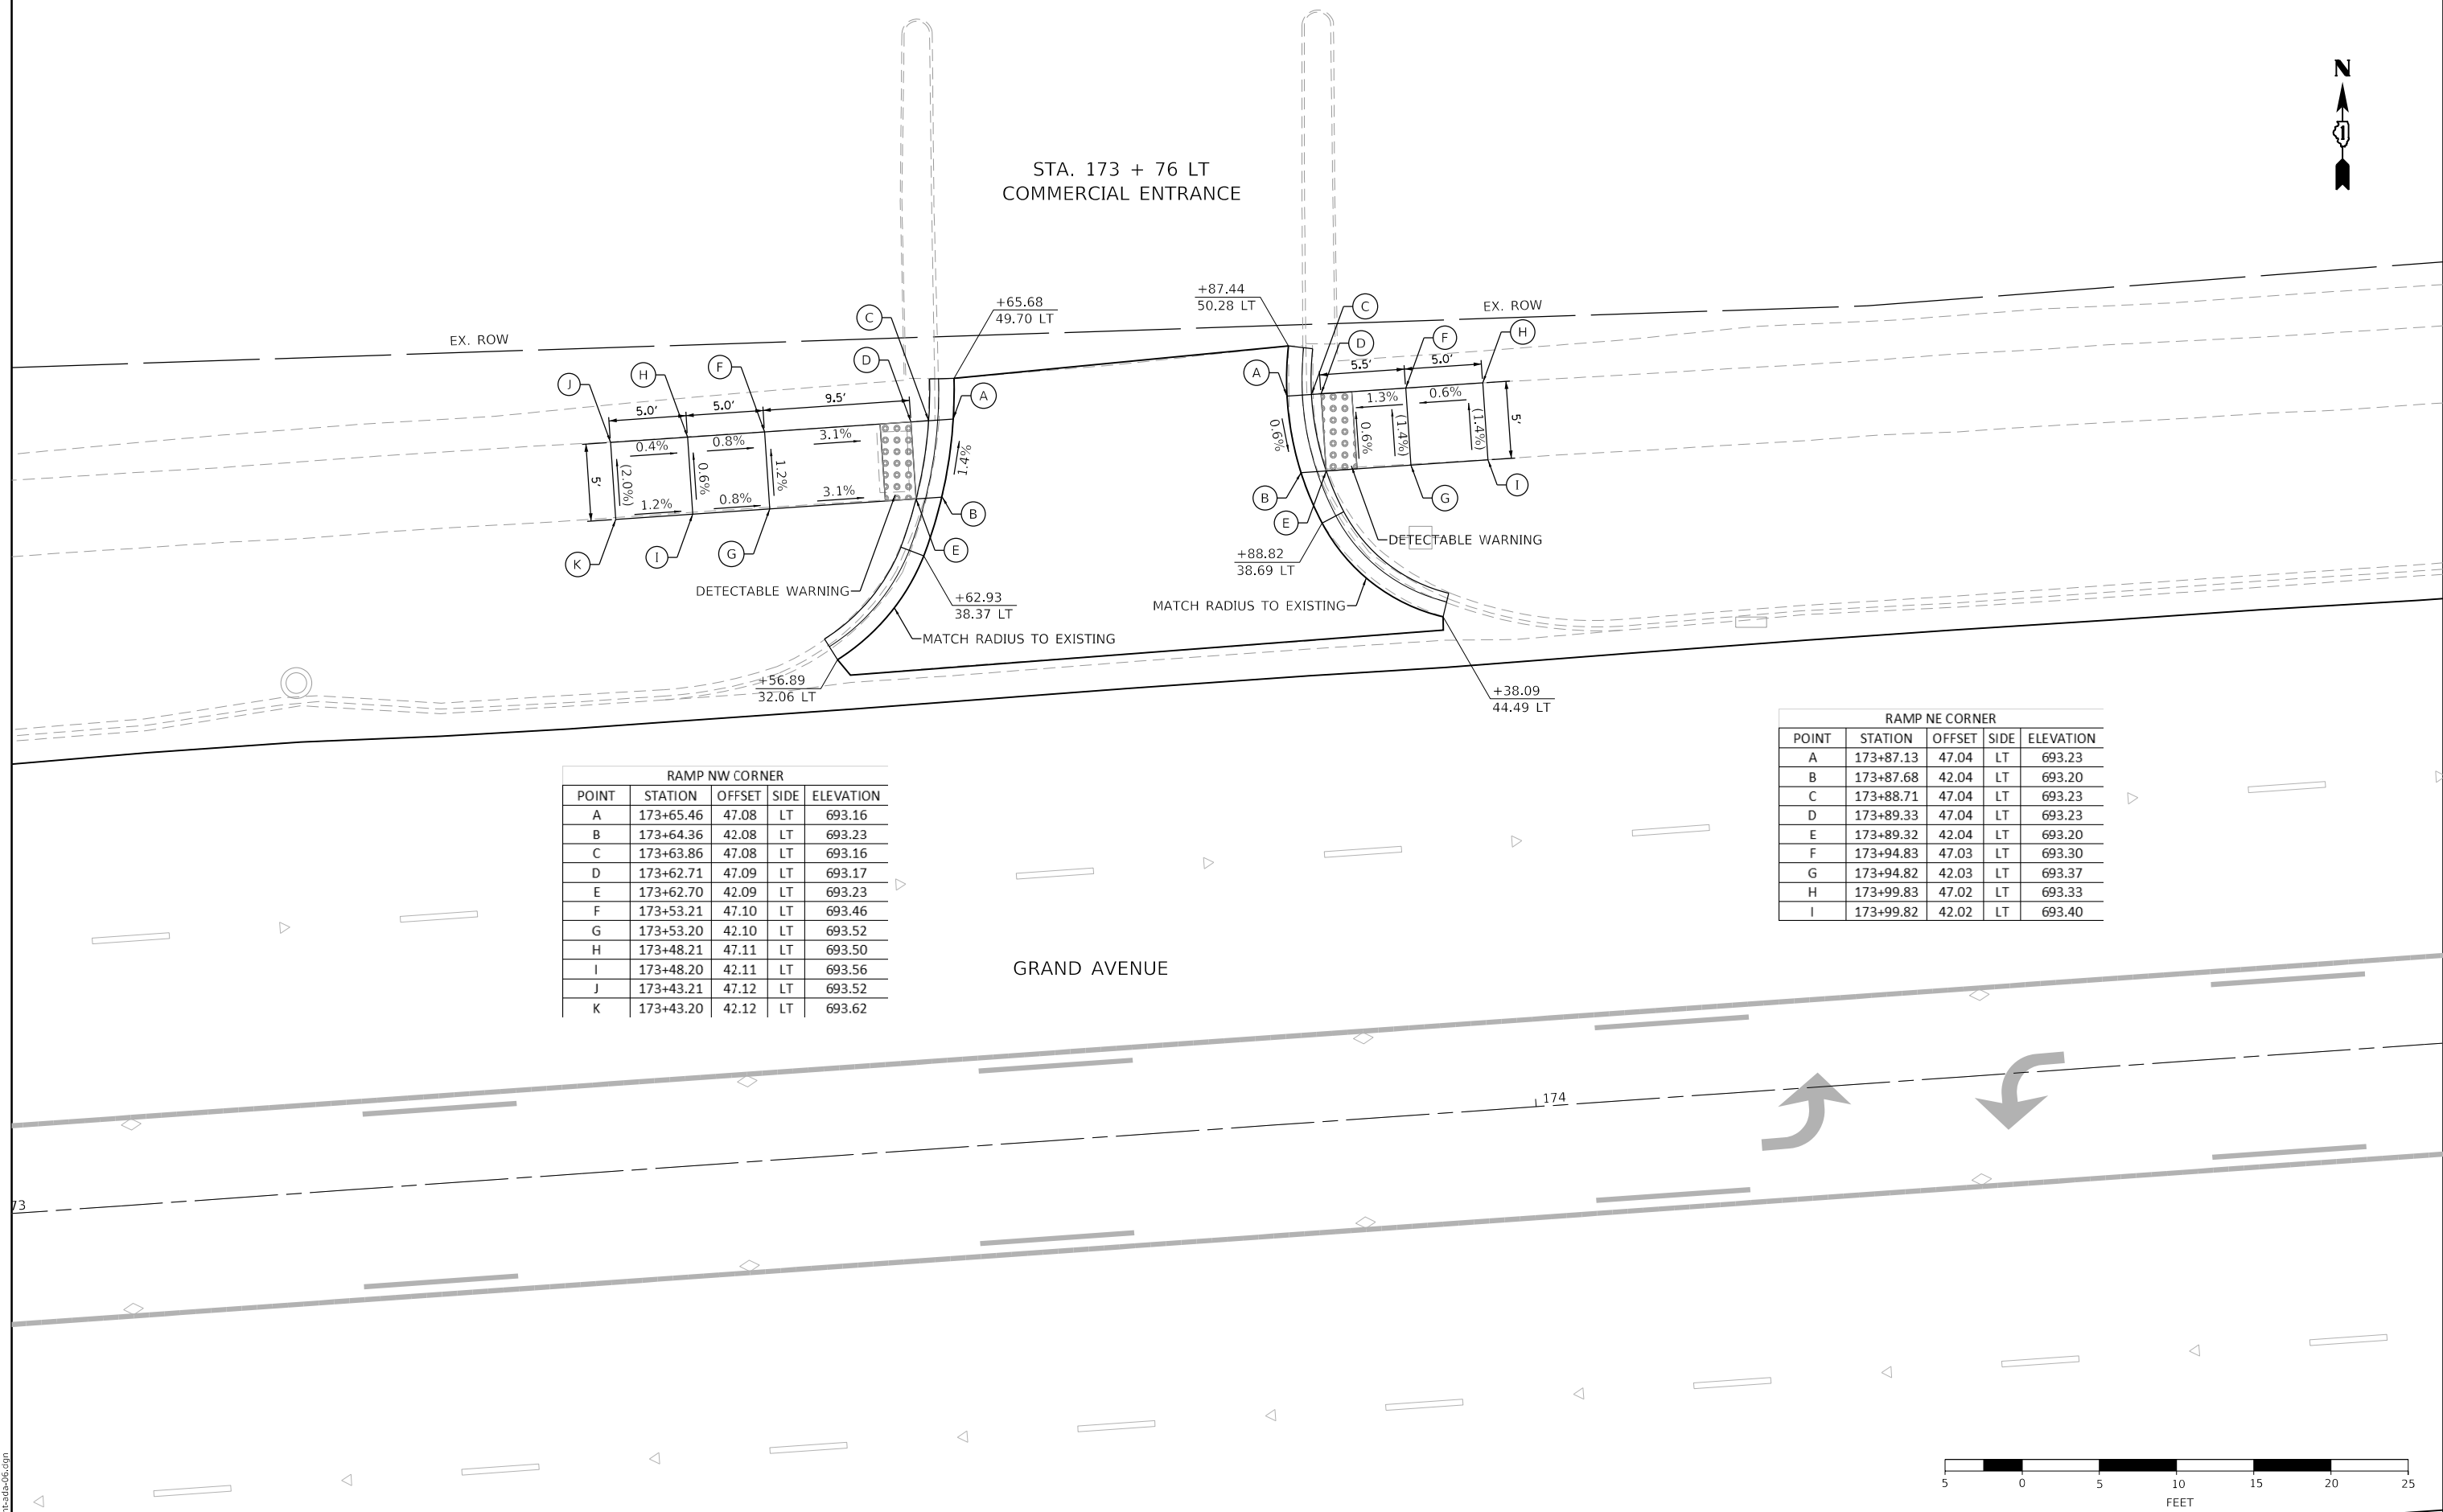 N
1
STA. 173 + 76 LT
COMMERCIAL ENTRANCE
+65.68
49.70 LT
+87.44
50.28 LT
EX. ROW
EX. ROW
C
D
F
H
J
A
B
E
G
I
K
5.0'
5.0'
9.5'
0.4%
0.8%
3.1%
5'
(2.0%)
0.6%
1.2%
1.4%
1.2%
0.8%
3.1%
C
D
F
H
A
B
E
G
I
5.5'
5.0'
1.3%
0.6%
0.6%
0.6%
(1.4%)
(1.4%)
5'
DETECTABLE WARNING
DETECTABLE WARNING
+62.93
38.37 LT
+88.82
38.69 LT
MATCH RADIUS TO EXISTING
MATCH RADIUS TO EXISTING
+56.89
32.06 LT
+38.09
44.49 LT
RAMP NW CORNER
POINT STATION OFFSET SIDE ELEVATION
A 173+65.46 47.08 LT 693.16
B 173+64.36 42.08 LT 693.23
C 173+63.86 47.08 LT 693.16
D 173+62.71 47.09 LT 693.17
E 173+62.70 42.09 LT 693.23
F 173+53.21 47.10 LT 693.46
G 173+53.20 42.10 LT 693.52
H 173+48.21 47.11 LT 693.50
I 173+48.20 42.11 LT 693.56
J 173+43.21 47.12 LT 693.52
K 173+43.20 42.12 LT 693.62
RAMP NE CORNER
POINT STATION OFFSET SIDE ELEVATION
A 173+87.13 47.04 LT 693.23
B 173+87.68 42.04 LT 693.20
C 173+88.71 47.04 LT 693.23
D 173+89.33 47.04 LT 693.23
E 173+89.32 42.04 LT 693.20
F 173+94.83 47.03 LT 693.30
G 173+94.82 42.03 LT 693.37
H 173+99.83 47.02 LT 693.33
I 173+99.82 42.02 LT 693.40
GRAND AVENUE
174
73
5 0 5 10 15 20 25
FEET
nt-ada-06.dgn